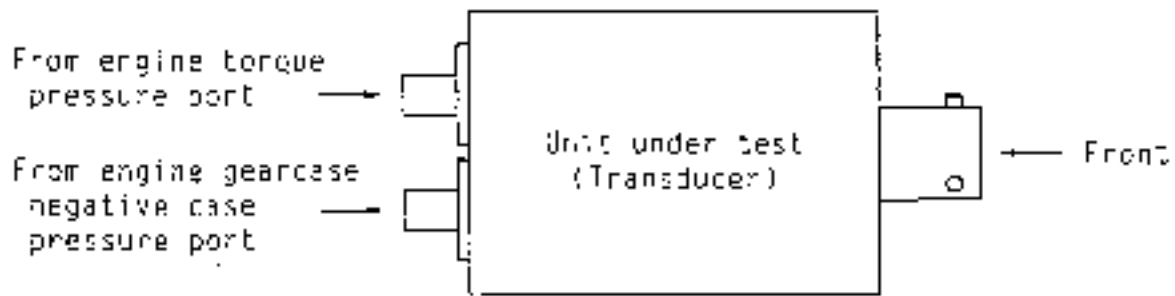 From engine torque
pressure port
From engine gearcase
negative case
pressure port
Unit under test
(Transducer)
Front